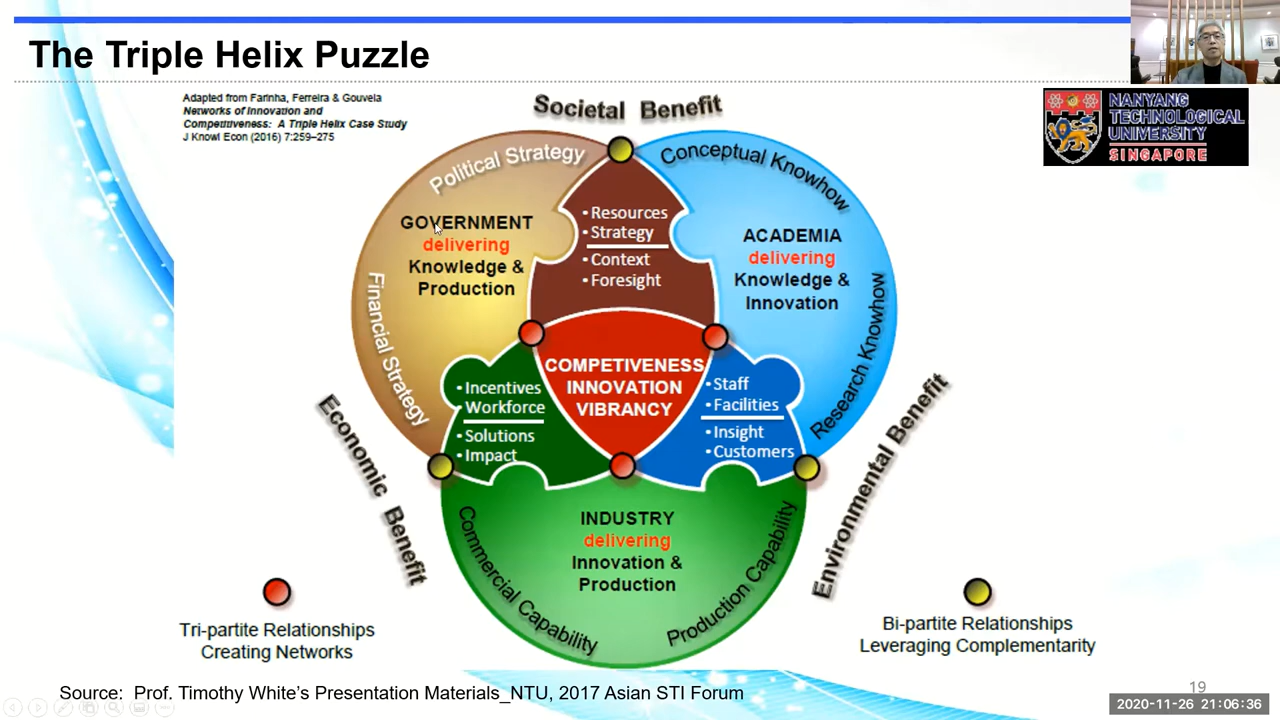 The Triple Helix Puzzle
Adapted from Farinha, Ferreira & Gouveia
Networks of Innovation and
Competitiveness: A Triple Helix Case Study
J Knowl Econ (2016) 7:259–275
NANYANG
TECHNOLOGICAL
UNIVERSITY
SINGAPORE
Societal Benefit
Political Strategy
Conceptual Knowhow
GOVERNMENT
delivering
Knowledge &
Production
• Resources
• Strategy
• Context
• Foresight
ACADEMIA
delivering
Knowledge &
Innovation
Financial Strategy
Research Knowhow
COMPETIVENESS
INNOVATION
VIBRANCY
• Incentives
• Workforce
• Solutions
• Impact
• Staff
• Facilities
• Insight
• Customers
Economic Benefit
Environmental Benefit
INDUSTRY
delivering
Innovation &
Production
Commercial Capability
Production Capability
Tri-partite Relationships
Creating Networks
Bi-partite Relationships
Leveraging Complementarity
Source: Prof. Timothy White's Presentation Materials_NTU, 2017 Asian STI Forum
19
2020-11-26 21:06:36